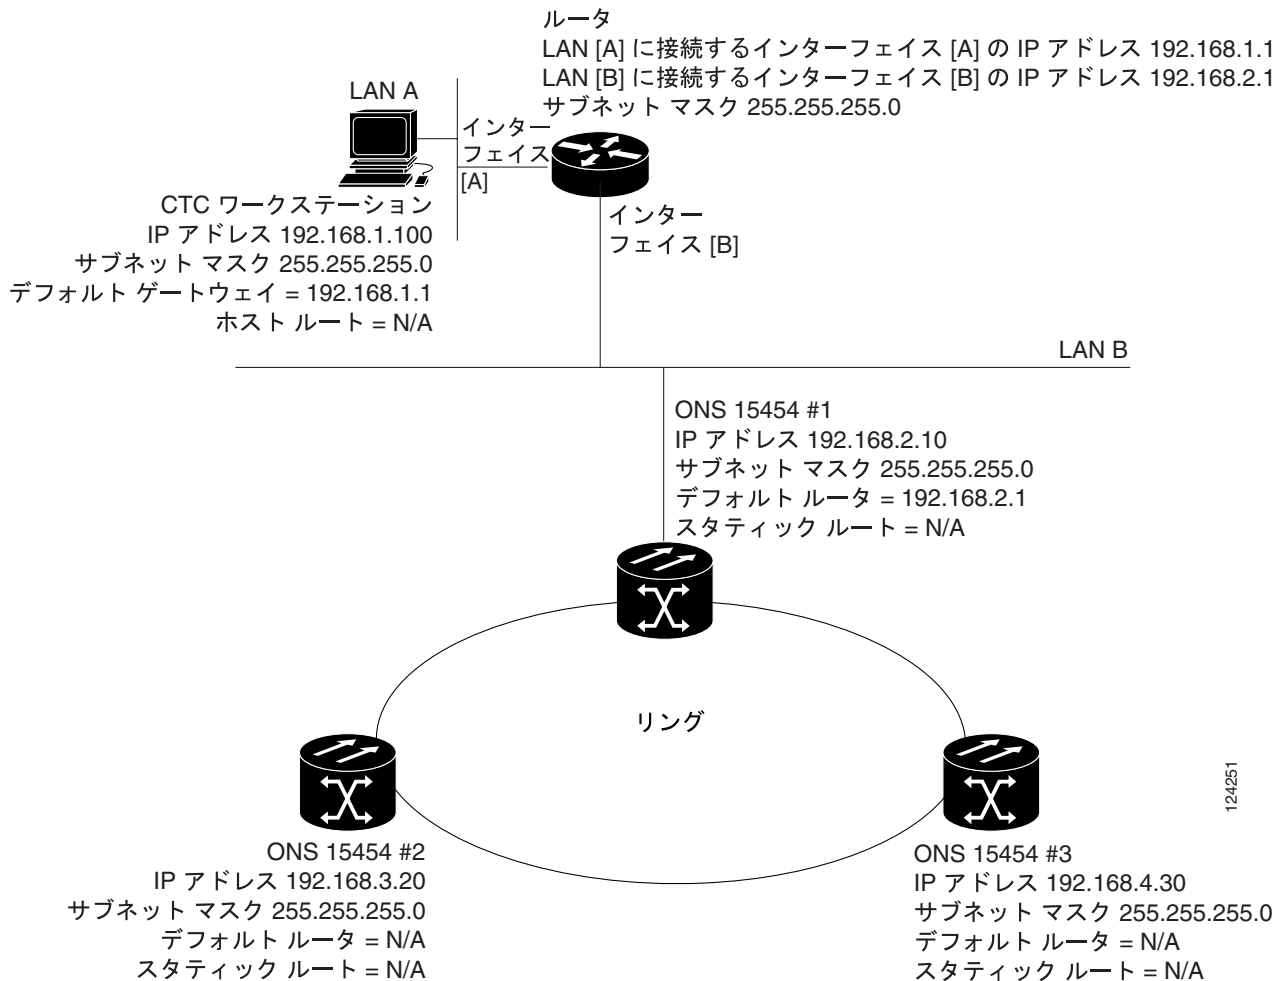 ルータ
LAN [A] に接続するインターフェイス [A] の IP アドレス 192.168.1.1
LAN [B] に接続するインターフェイス [B] の IP アドレス 192.168.2.1
サブネット マスク 255.255.255.0
LAN A
インター
フェイス
[A]
CTC ワークステーション
IP アドレス 192.168.1.100
サブネット マスク 255.255.255.0
デフォルト ゲートウェイ = 192.168.1.1
ホスト ルート = N/A
インター
フェイス [B]
LAN B
ONS 15454 #1
IP アドレス 192.168.2.10
サブネット マスク 255.255.255.0
デフォルト ルータ = 192.168.2.1
スタティック ルート = N/A
リング
ONS 15454 #2
IP アドレス 192.168.3.20
サブネット マスク 255.255.255.0
デフォルト ルータ = N/A
スタティック ルート = N/A
ONS 15454 #3
IP アドレス 192.168.4.30
サブネット マスク 255.255.255.0
デフォルト ルータ = N/A
スタティック ルート = N/A
124251